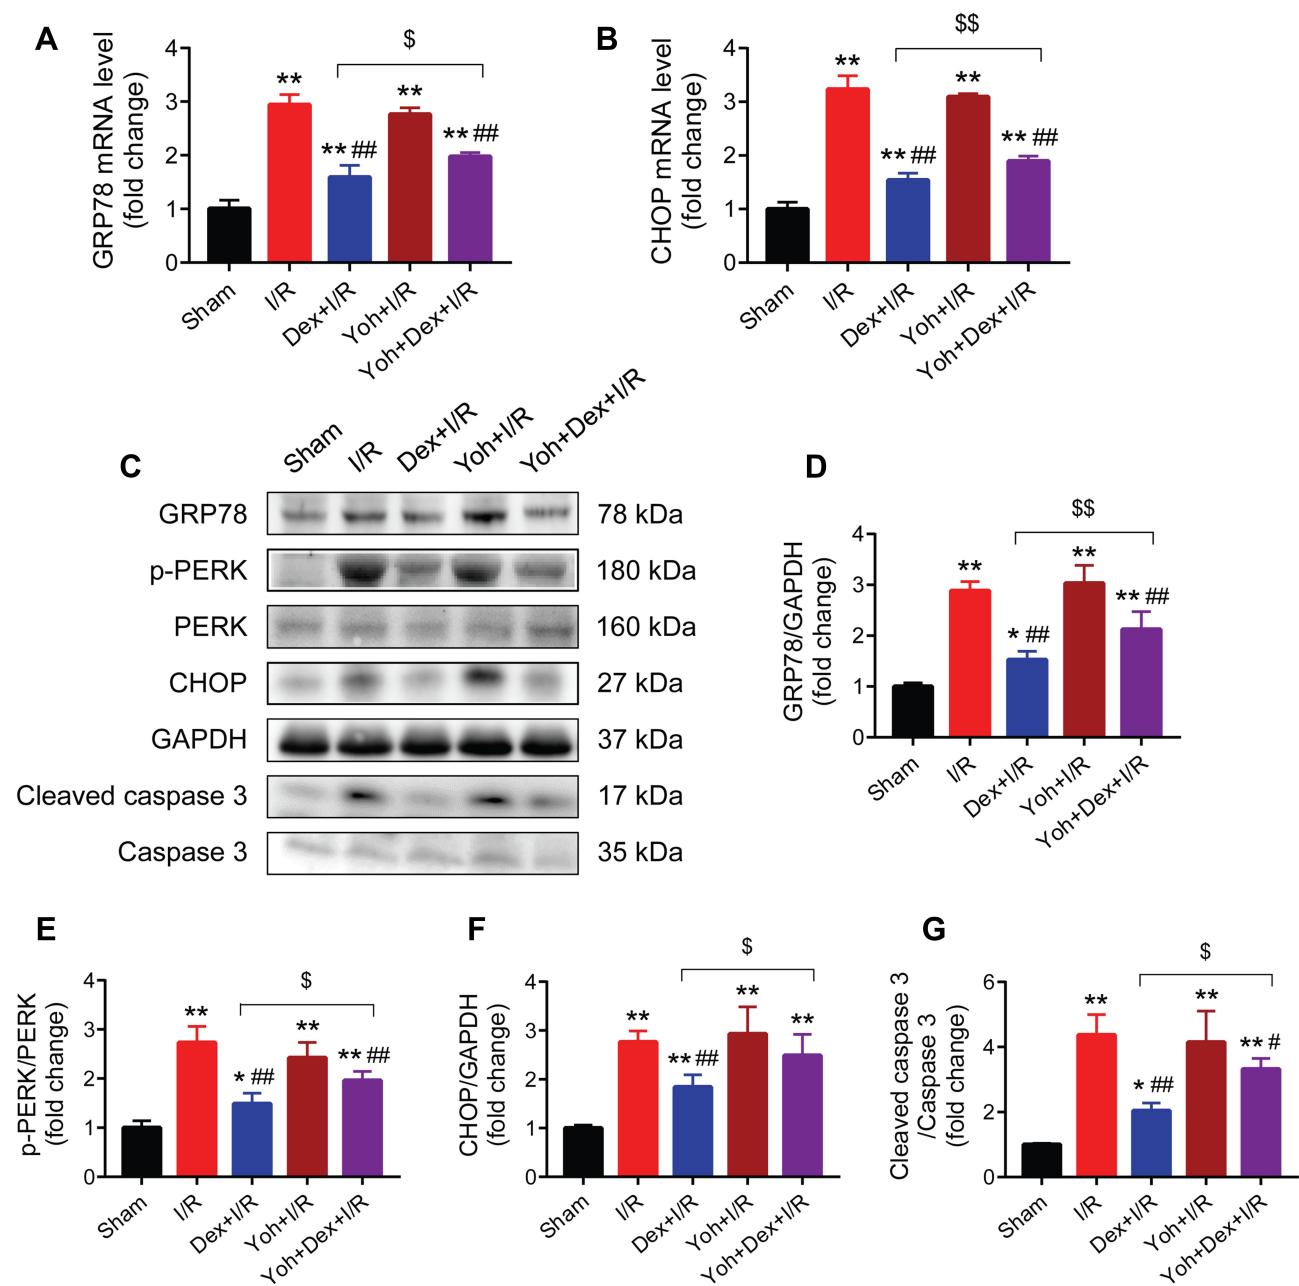 A
GRP78 mRNA level
(fold change)
4
3
2
1
0
**
** ##
**
** ##
$
Sham
I/R
Dex+I/R
Yoh+I/R
Yoh+Dex+I/R
B
CHOP mRNA level
(fold change)
4
3
2
1
0
**
** ##
**
** ##
$$
Sham
I/R
Dex+I/R
Yoh+I/R
Yoh+Dex+I/R
C
Sham
I/R
Dex+I/R
Yoh+I/R
Yoh+Dex+I/R
GRP78 78 kDa
p-PERK 180 kDa
PERK 160 kDa
CHOP 27 kDa
GAPDH 37 kDa
Cleaved caspase 3 17 kDa
Caspase 3 35 kDa
D
GRP78/GAPDH
(fold change)
4
3
2
1
0
**
* ##
**
** ##
$$
Sham
I/R
Dex+I/R
Yoh+I/R
Yoh+Dex+I/R
E
p-PERK/PERK
(fold change)
4
3
2
1
0
**
* ##
**
** ##
$
Sham
I/R
Dex+I/R
Yoh+I/R
Yoh+Dex+I/R
F
CHOP/GAPDH
(fold change)
4
3
2
1
0
**
** ##
**
**
$
Sham
I/R
Dex+I/R
Yoh+I/R
Yoh+Dex+I/R
G
Cleaved caspase 3
/Caspase 3
(fold change)
6
4
2
0
**
* ##
**
** #
$
Sham
I/R
Dex+I/R
Yoh+I/R
Yoh+Dex+I/R